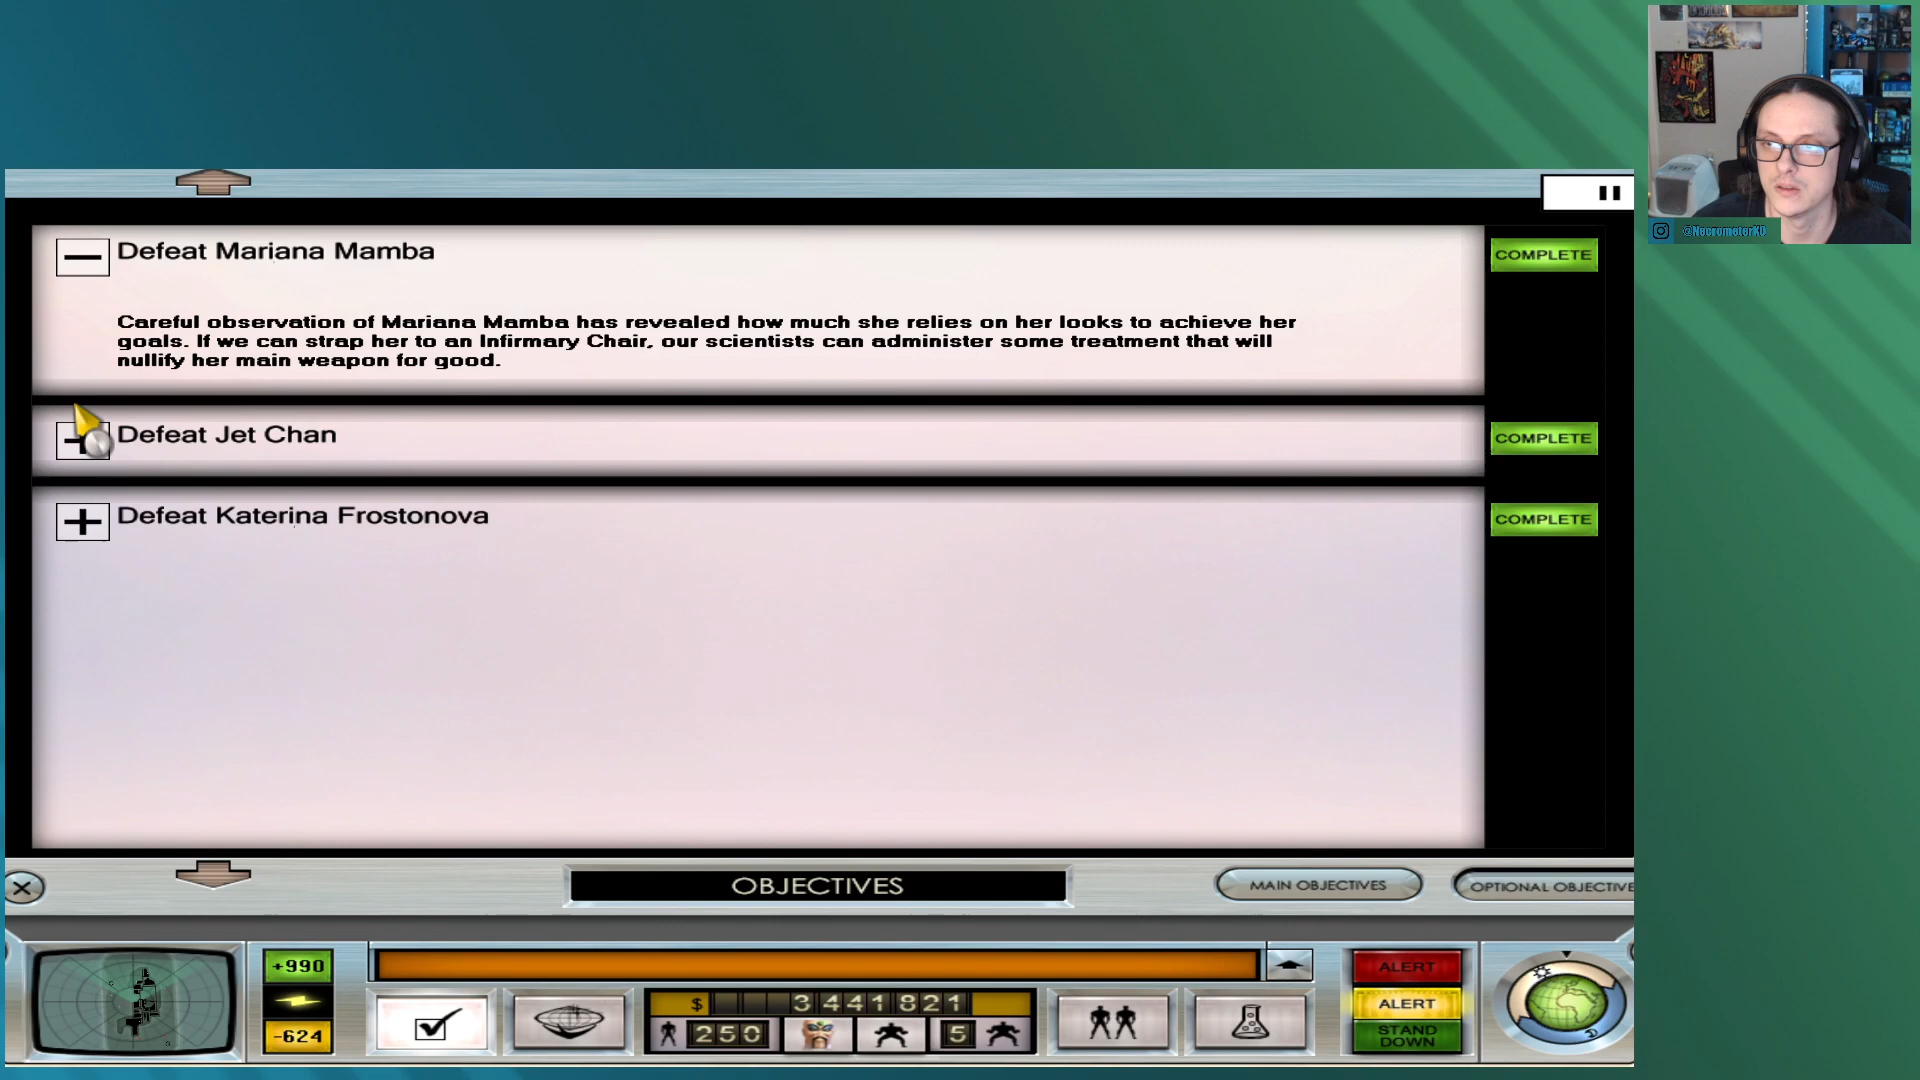 Defeat Mariana Mamba
COMPLETE
Careful observation of Mariana Mamba has revealed how much she relies on her looks to achieve her
goals. If we can strap her to an Infirmary Chair, our scientists can administer some treatment that will
nullify her main weapon for good.
Defeat Jet Chan
COMPLETE
Defeat Katerina Frostonova
COMPLETE
@NecrometerKU
OBJECTIVES
MAIN OBJECTIVES
OPTIONAL OBJECTIVE
+990
-624
$ 3441821
250
5
ALERT
ALERT
STAND
DOWN